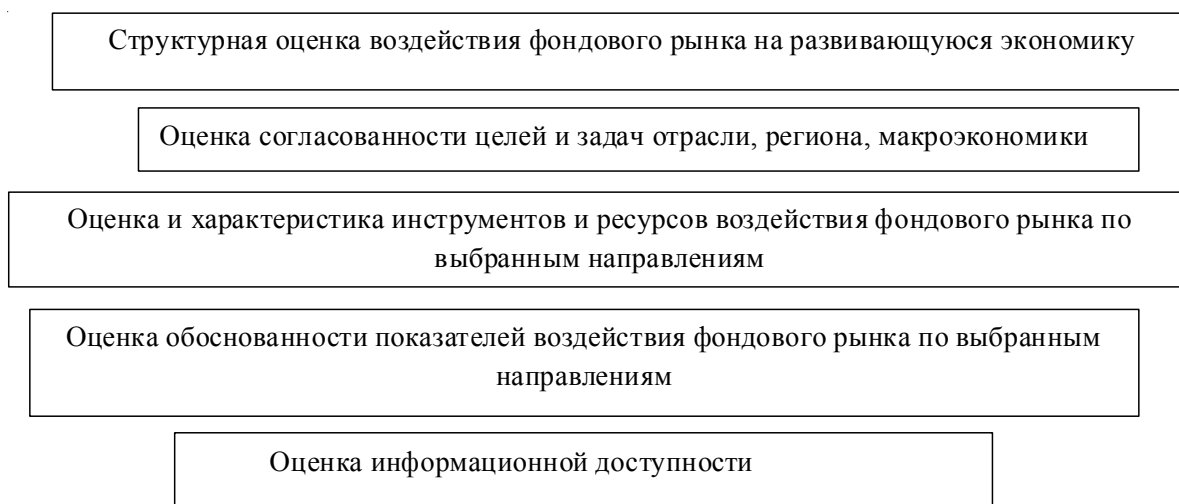 Структурная оценка воздействия фондового рынка на развивающуюся экономику
Оценка согласованности целей и задач отрасли, региона, макроэкономики
Оценка и характеристика инструментов и ресурсов воздействия фондового рынка по
выбранным направлениям
Оценка обоснованности показателей воздействия фондового рынка по выбранным
направлениям
Оценка информационной доступности